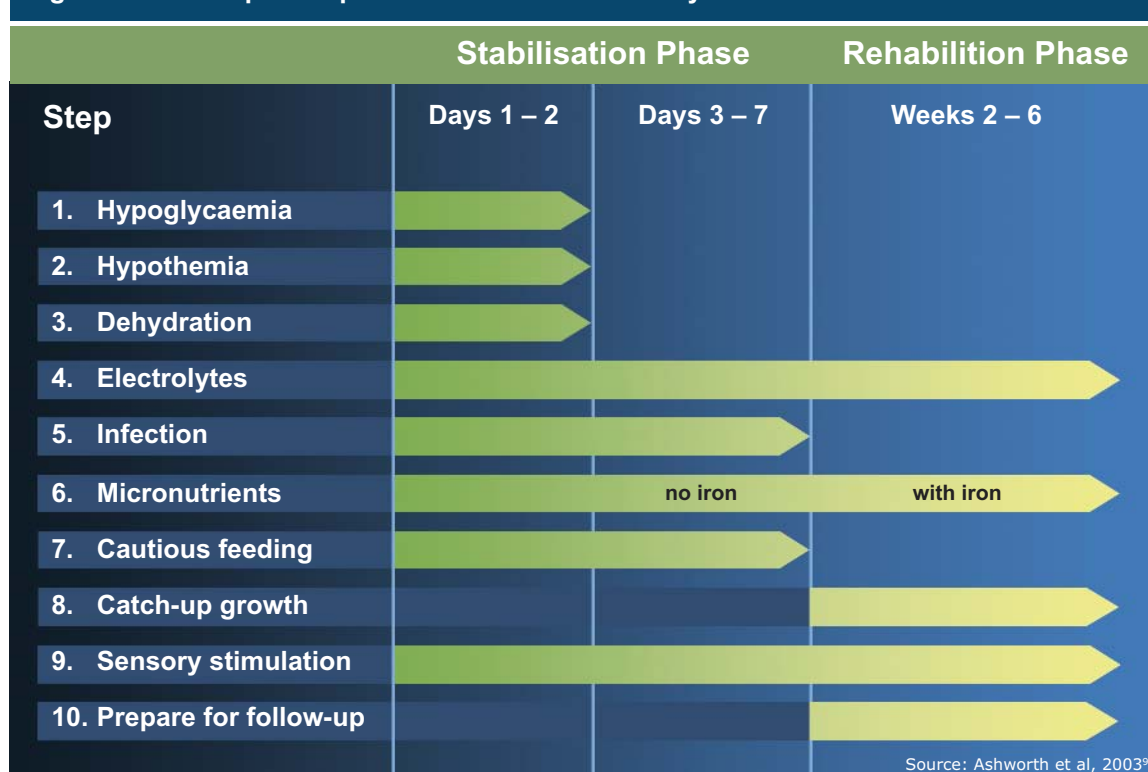 Stabilisation Phase Rehabilition Phase
Step Days 1 – 2 Days 3 – 7 Weeks 2 – 6
1. Hypoglycaemia
2. Hypothemia
3. Dehydration
4. Electrolytes
5. Infection
6. Micronutrients no iron with iron
7. Cautious feeding
8. Catch-up growth
9. Sensory stimulation
10. Prepare for follow-up
Source: Ashworth et al, 2003